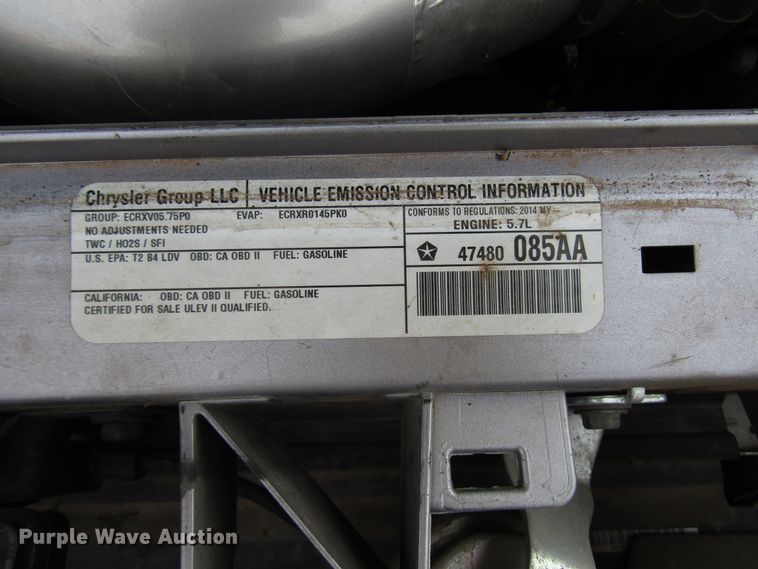 Chrysler Group LLC | VEHICLE EMISSION CONTROL INFORMATION
GROUP: ECRXV05.75P0 EVAP: ECRXR0145PK0
NO ADJUSTMENTS NEEDED
TWC / HO2S / SFI
CONFORMS TO REGULATIONS: 2014 MY
ENGINE: 5.7L
U.S. EPA: T2 B4 LDV OBD: CA OBD II FUEL: GASOLINE
47480 085AA
CALIFORNIA: OBD: CA OBD II FUEL: GASOLINE
CERTIFIED FOR SALE ULEV II QUALIFIED.
Purple Wave Auction